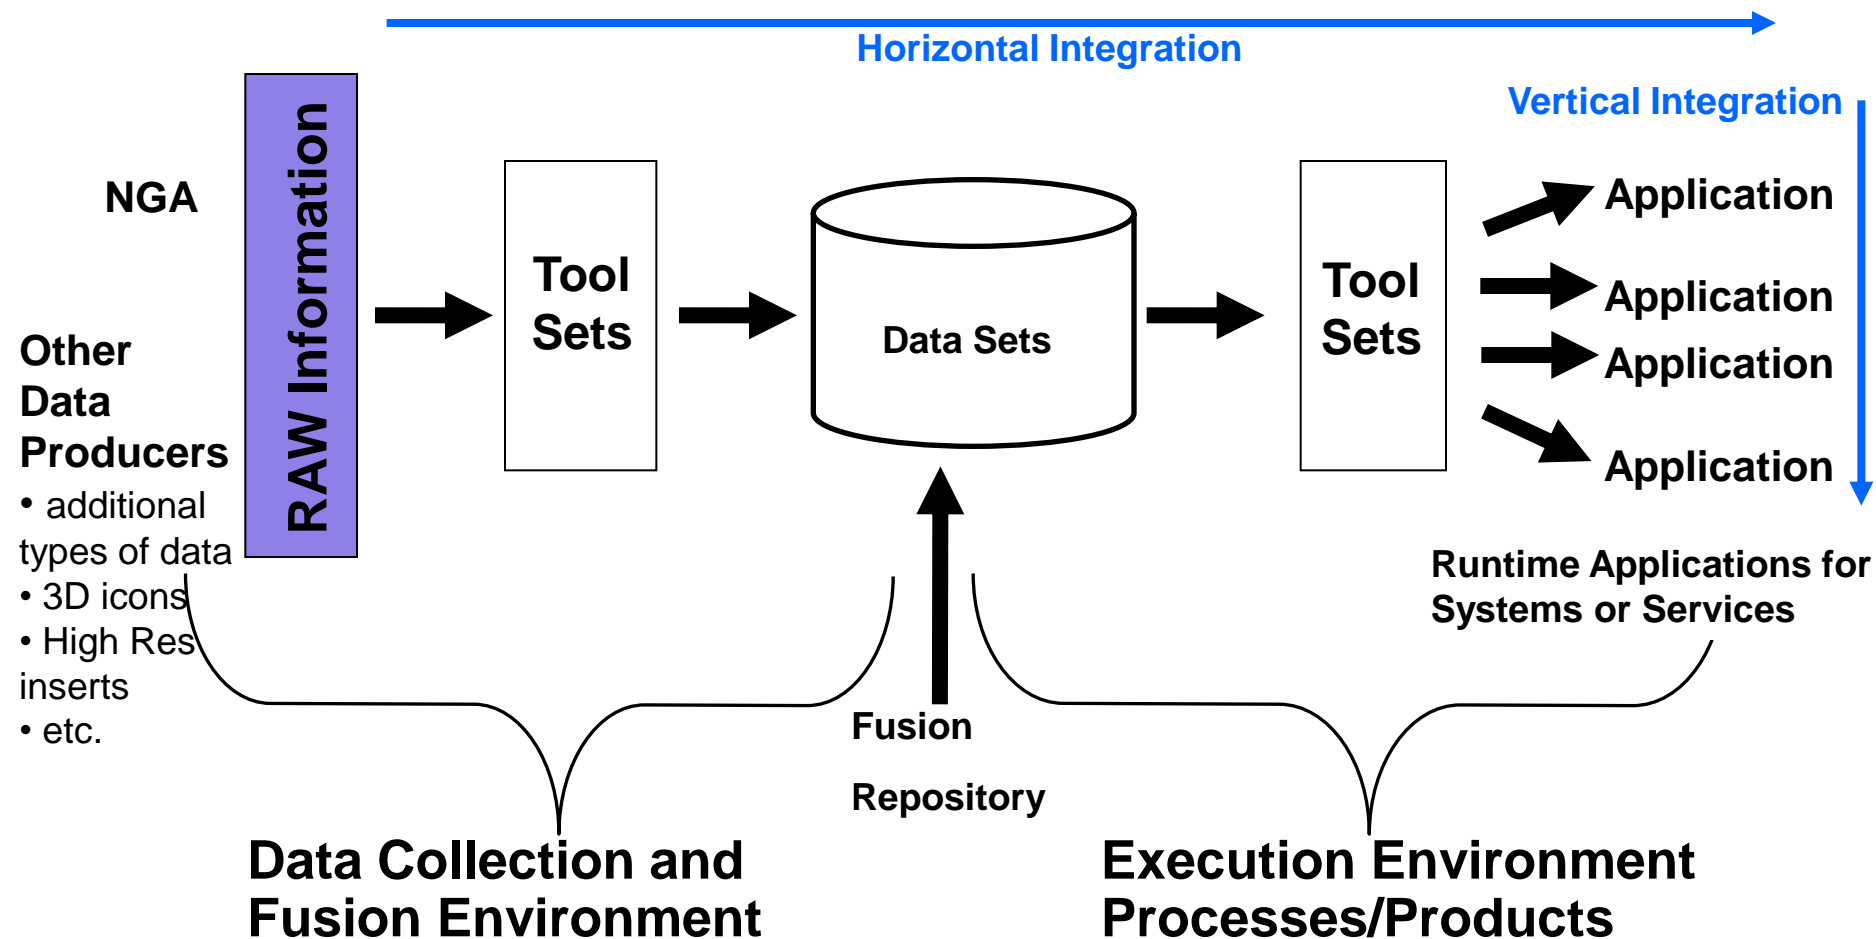 Horizontal Integration
Vertical Integration
NGA
RAW Information
Other
Data
Producers
• additional
types of data
• 3D icons
• High Res
inserts
• etc.
Tool
Sets
Data Sets
Tool
Sets
Application
Application
Application
Application
Runtime Applications for
Systems or Services
Fusion
Repository
Data Collection and
Fusion Environment
Execution Environment
Processes/Products